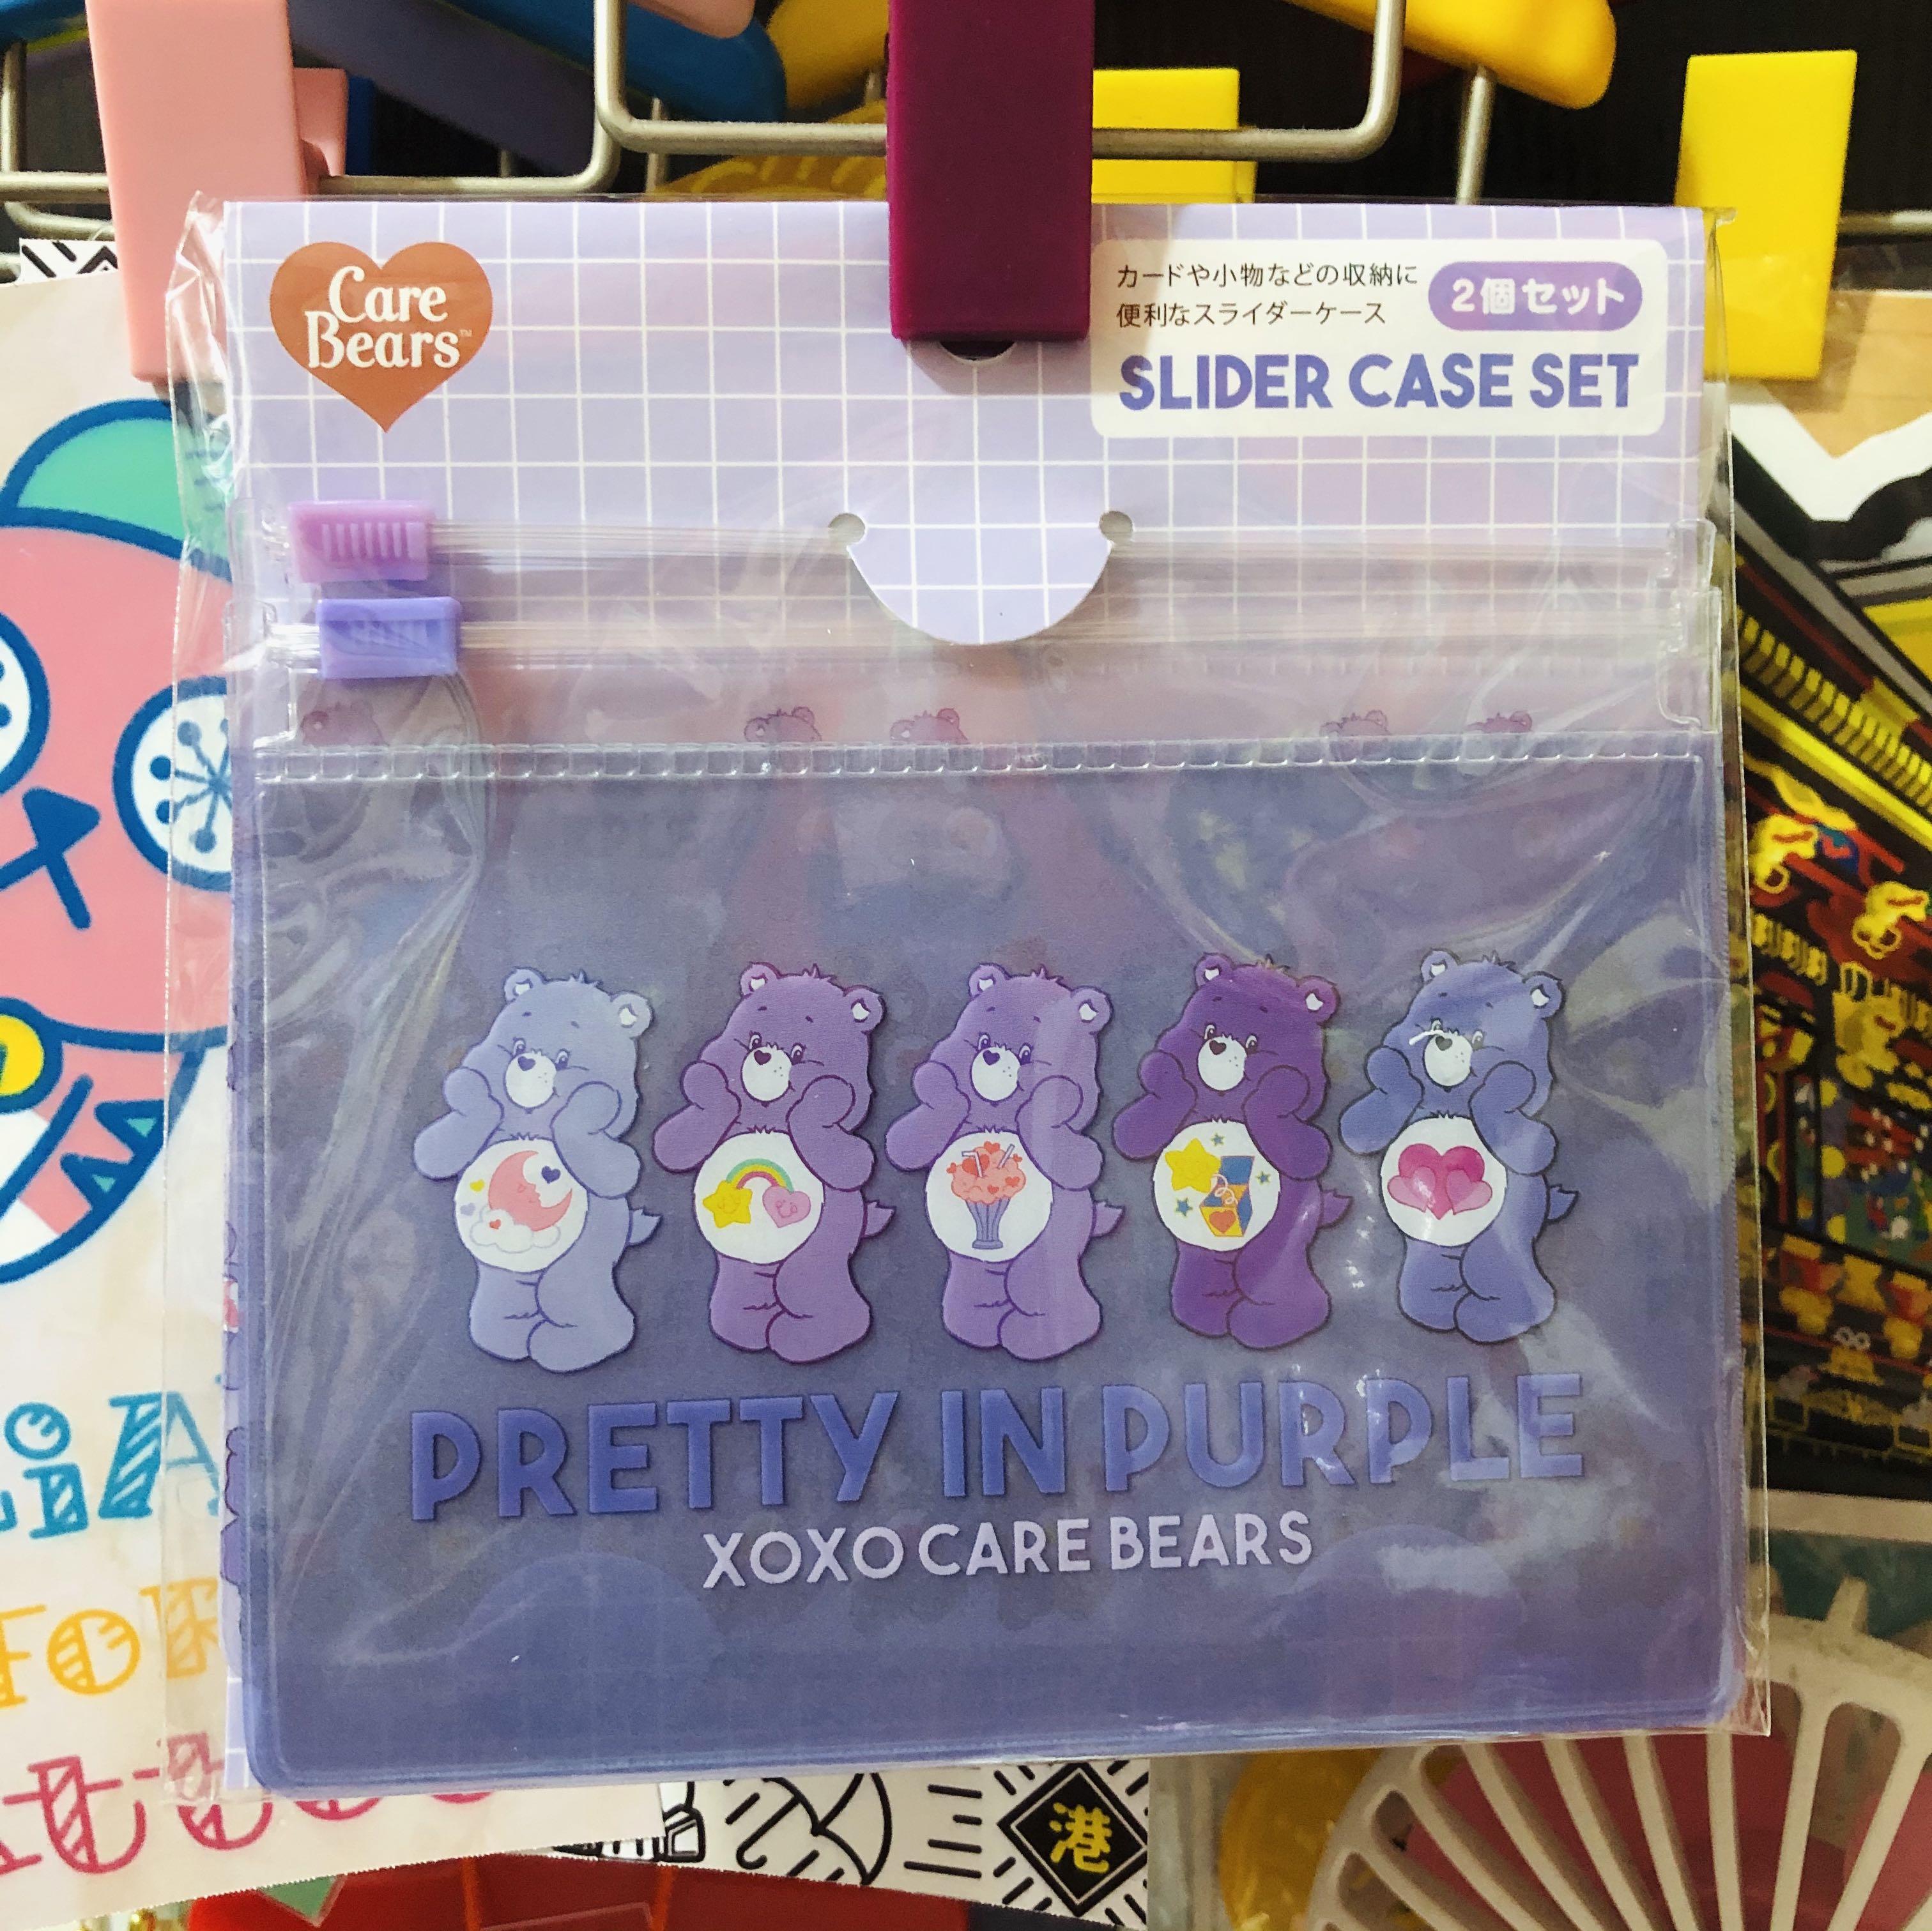 Care
Bears™
カードや小物などの収納に
便利なスライダーケース
2個セット
SLIDER CASE SET
PRETTY IN PURPLE
XOXO CARE BEARS
港